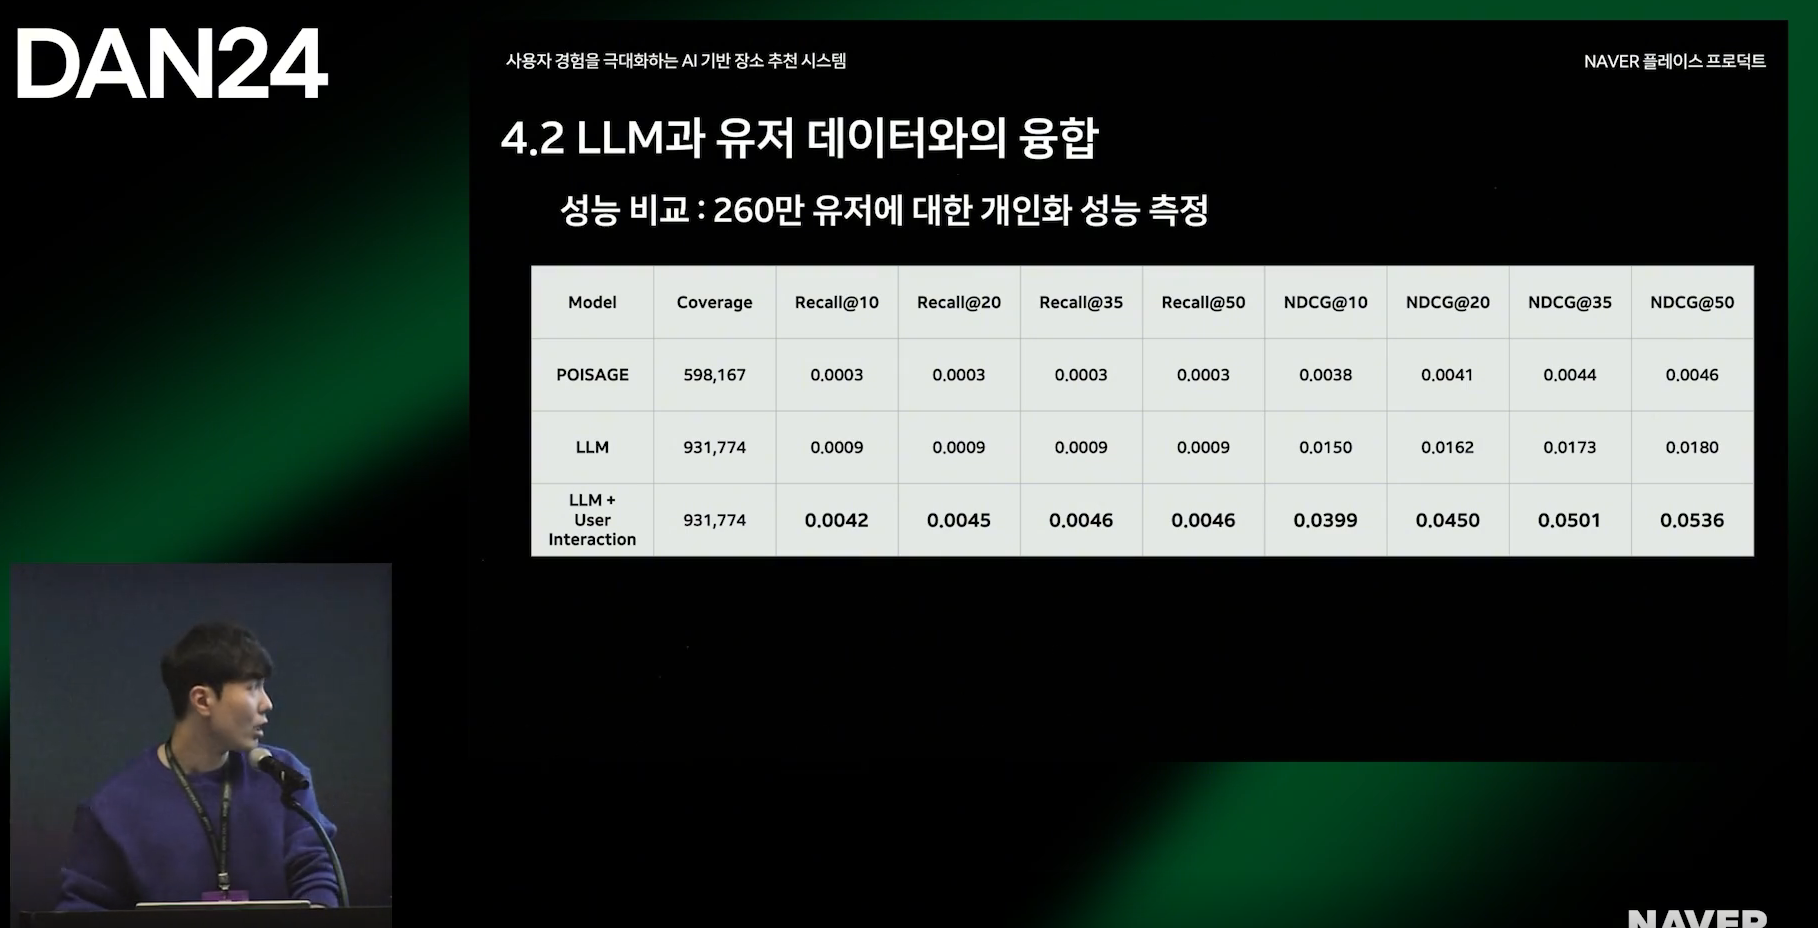 DAN24
사용자 경험을 극대화하는 AI 기반 장소 추천 시스템
NAVER 플레이스 프로덕트
4.2 LLM과 유저 데이터와의 융합
성능 비교 : 260만 유저에 대한 개인화 성능 측정
Model Coverage Recall@10 Recall@20 Recall@35 Recall@50 NDCG@10 NDCG@20 NDCG@35 NDCG@50
POISAGE 598,167 0.0003 0.0003 0.0003 0.0003 0.0038 0.0041 0.0044 0.0046
LLM 931,774 0.0009 0.0009 0.0009 0.0009 0.0150 0.0162 0.0173 0.0180
LLM +
User
Interaction
931,774 0.0042 0.0045 0.0046 0.0046 0.0399 0.0450 0.0501 0.0536
NAVER